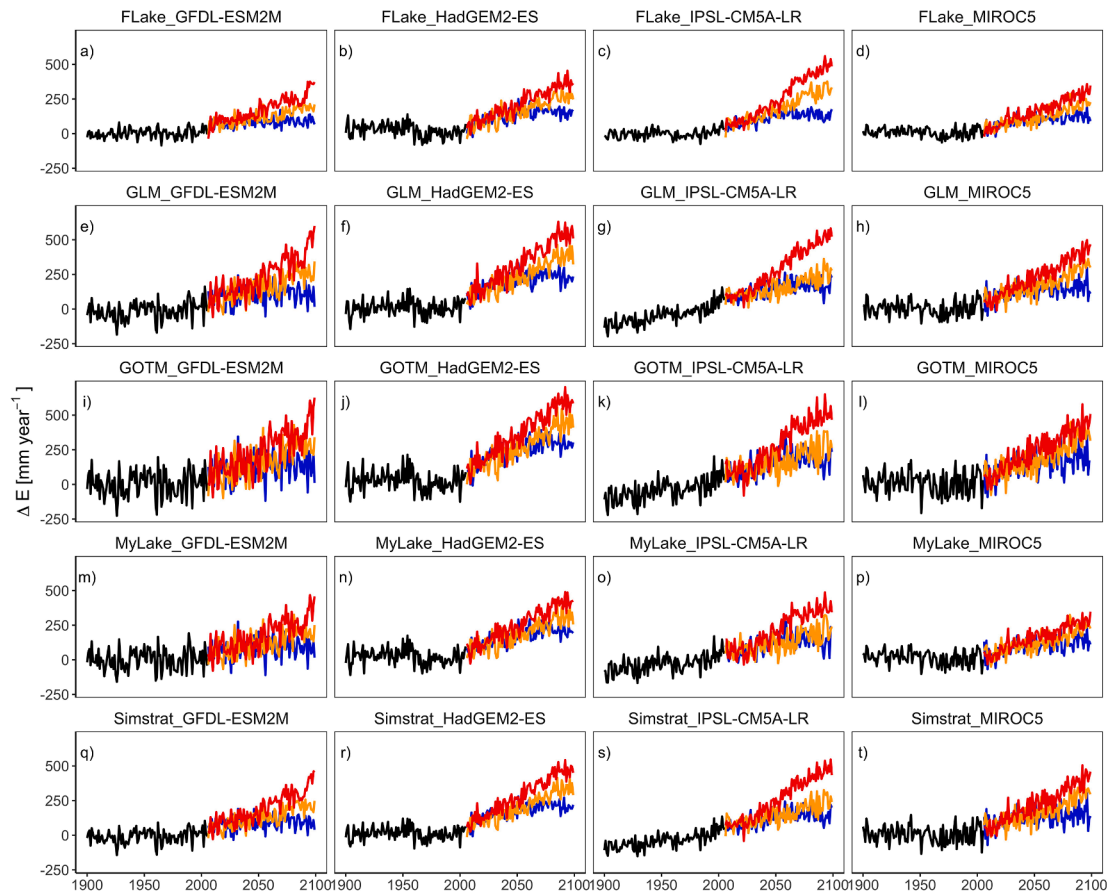 FLake_GFDL-ESM2M FLake_HadGEM2-ES FLake_IPSL-CM5A-LR FLake_MIROC5
a) b) c) d)
500
250
0
-250
GLM_GFDL-ESM2M GLM_HadGEM2-ES GLM_IPSL-CM5A-LR GLM_MIROC5
e) f) g) h)
500
250
0
-250
GOTM_GFDL-ESM2M GOTM_HadGEM2-ES GOTM_IPSL-CM5A-LR GOTM_MIROC5
i) j) k) l)
500
250
0
-250
Δ E [mm year⁻¹ ]
MyLake_GFDL-ESM2M MyLake_HadGEM2-ES MyLake_IPSL-CM5A-LR MyLake_MIROC5
m) n) o) p)
500
250
0
-250
Simstrat_GFDL-ESM2M Simstrat_HadGEM2-ES Simstrat_IPSL-CM5A-LR Simstrat_MIROC5
q) r) s) t)
500
250
0
-250
1900 1950 2000 2050 2100 1900 1950 2000 2050 2100 1900 1950 2000 2050 2100 1900 1950 2000 2050 2100